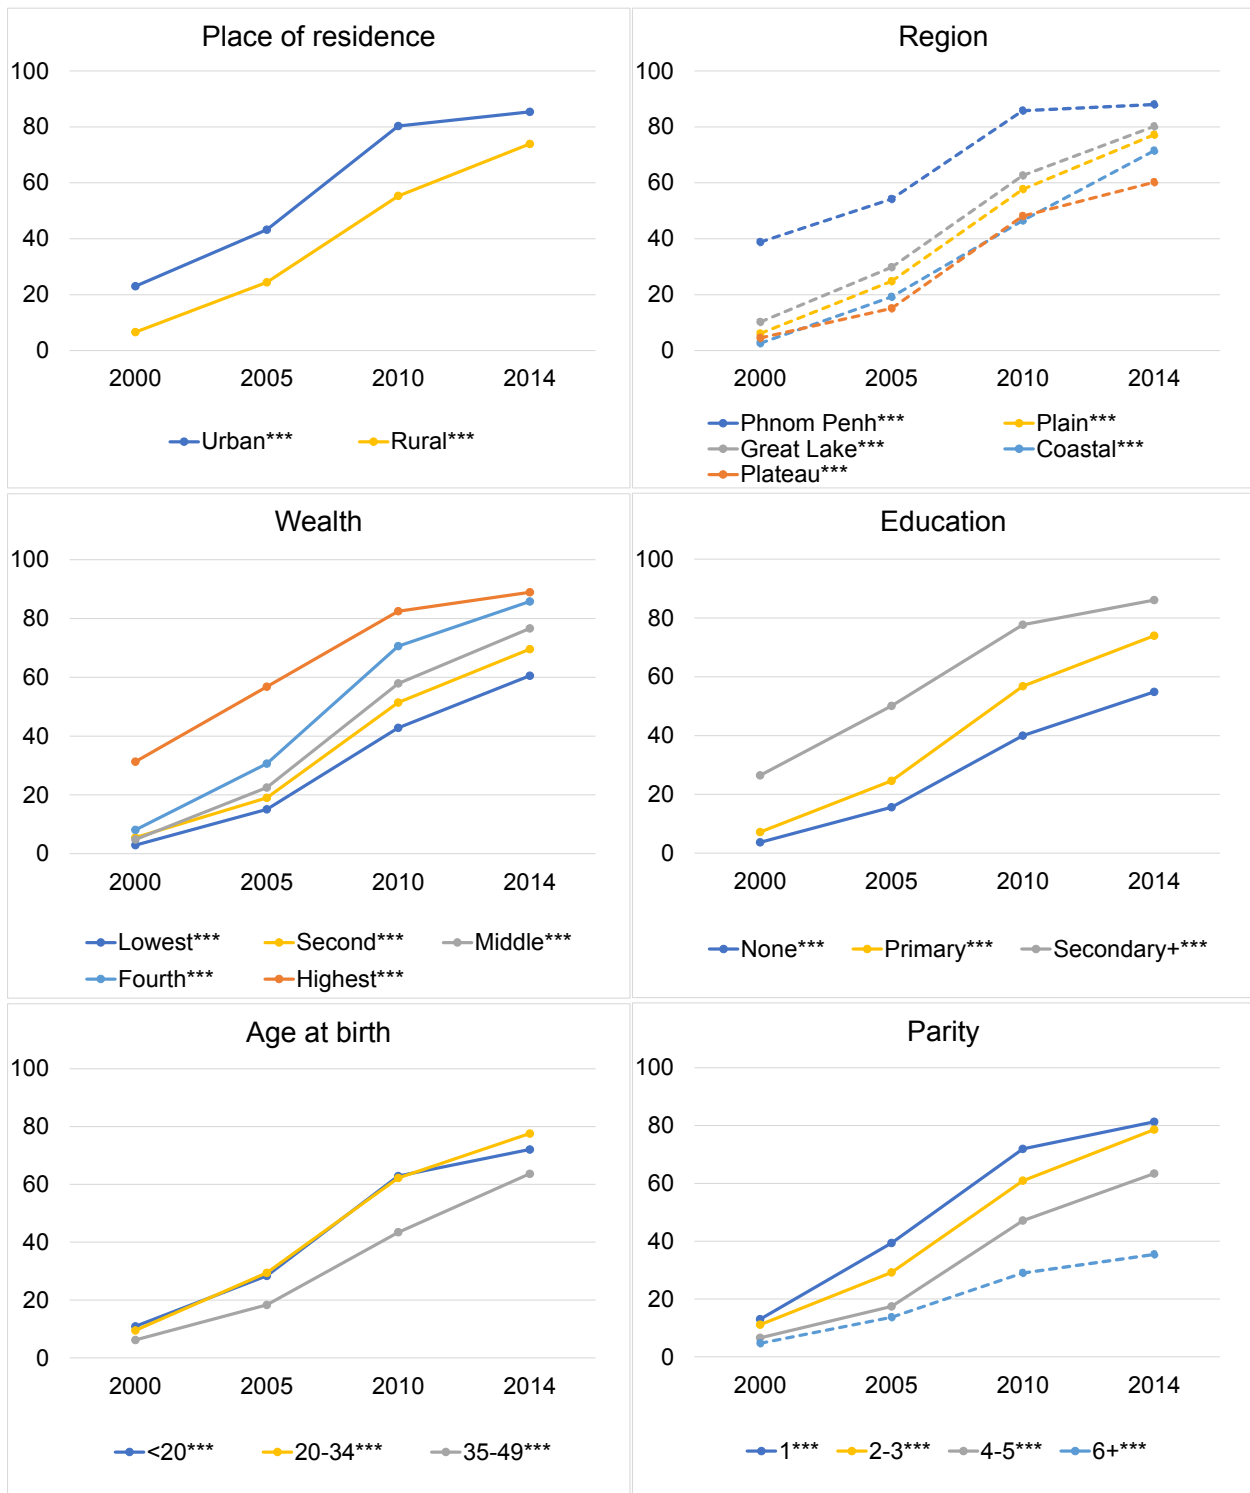 Place of residence
100
80
60
40
20
0
2000 2005 2010 2014
Urban*** Rural***
Region
100
80
60
40
20
0
2000 2005 2010 2014
Phnom Penh*** Plain***
Great Lake*** Coastal***
Plateau***
Wealth
100
80
60
40
20
0
2000 2005 2010 2014
Lowest*** Second*** Middle***
Fourth*** Highest***
Education
100
80
60
40
20
0
2000 2005 2010 2014
None*** Primary*** Secondary+***
Age at birth
100
80
60
40
20
0
2000 2005 2010 2014
<20*** 20-34*** 35-49***
Parity
100
80
60
40
20
0
2000 2005 2010 2014
1*** 2-3*** 4-5*** 6+***